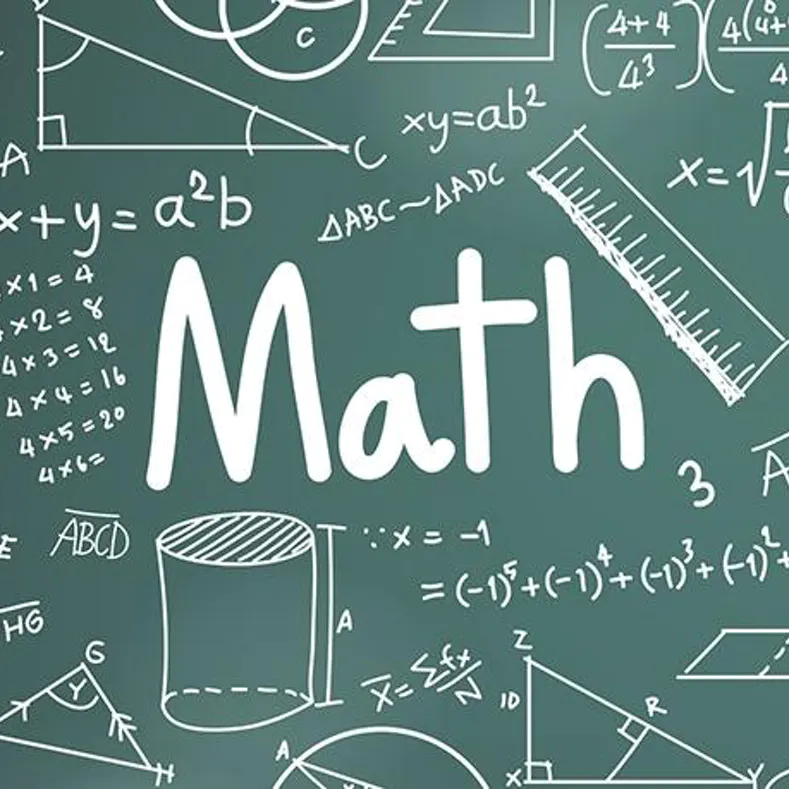 C
A
C
xy=ab²
x+y=a²b
ΔABC~ΔADC
x=√
×1=4
×2=8
4×3=12
4×4=16
4×5=20
4×6=
Math
3
A
E
ABCD
∵x=-1
=(-1)⁵+(-1)⁴+(-1)³+(-1)²+
A
HG
G
Y
H
x̄=Σfx/N
Z
10
R
X
Y
A
(4+4/4³)